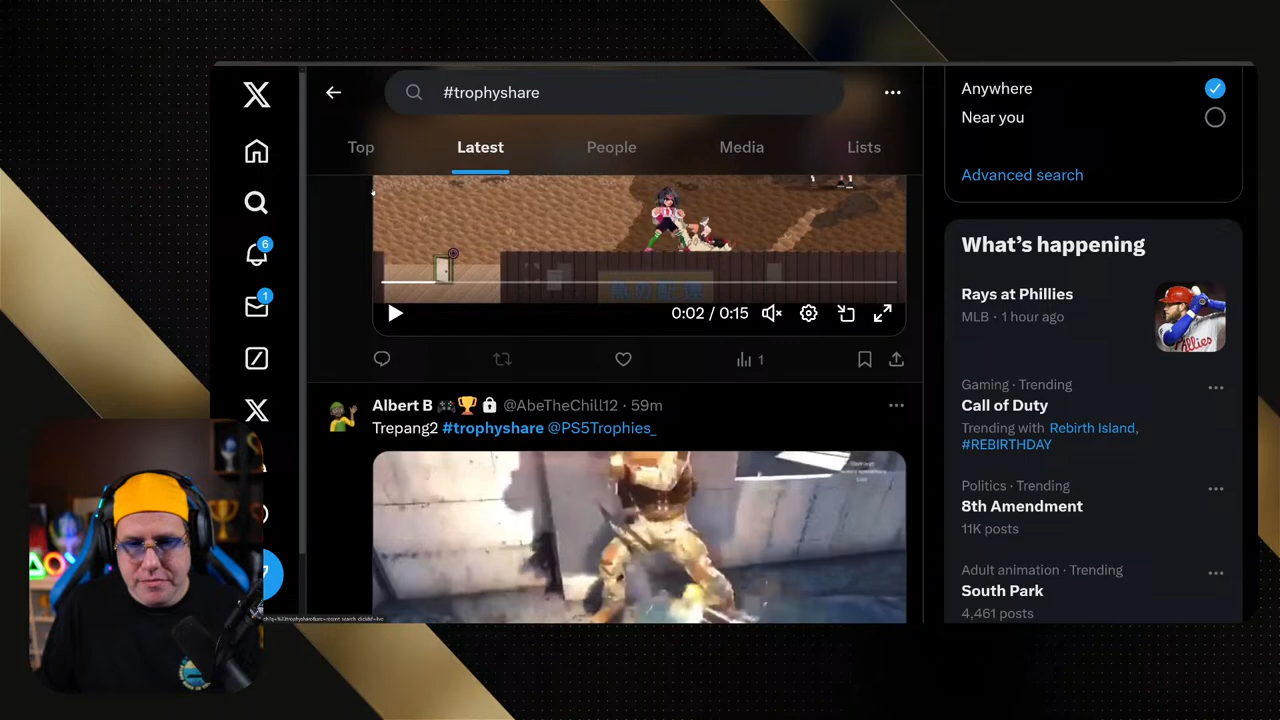 #trophyshare
Top Latest People Media Lists
0:02 / 0:15
1
Albert B @AbeTheChill12 · 59m
Trepang2 #trophyshare @PS5Trophies_
6
1
Anywhere
Near you
Advanced search
What's happening
Rays at Phillies
MLB · 1 hour ago
Gaming · Trending
Call of Duty
Trending with Rebirth Island,
#REBIRTHDAY
Politics · Trending
8th Amendment
11K posts
Adult animation · Trending
South Park
4,461 posts